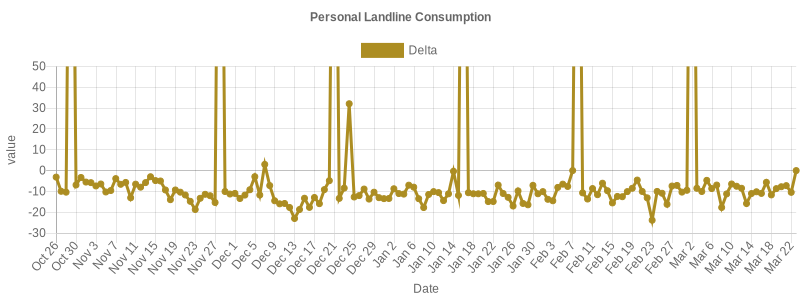 Personal Landline Consumption
Delta
value
50
40
30
20
10
0
-10
-20
-30
Oct 26
Oct 30
Nov 3
Nov 7
Nov 11
Nov 15
Nov 19
Nov 23
Nov 27
Dec 1
Dec 5
Dec 9
Dec 13
Dec 17
Dec 21
Dec 25
Dec 29
Jan 2
Jan 6
Jan 10
Jan 14
Jan 18
Jan 22
Jan 26
Jan 30
Feb 3
Feb 7
Feb 11
Feb 15
Feb 19
Feb 23
Feb 27
Mar 2
Mar 6
Mar 10
Mar 14
Mar 18
Mar 22
Date